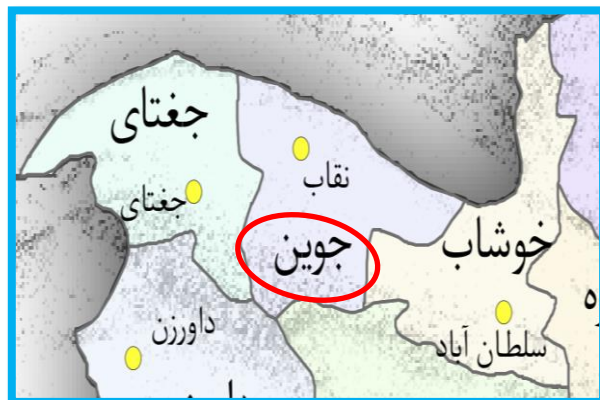 جغتای
نقاب
جغتای
جوین
خوشاب
داورزن
سلطان آباد